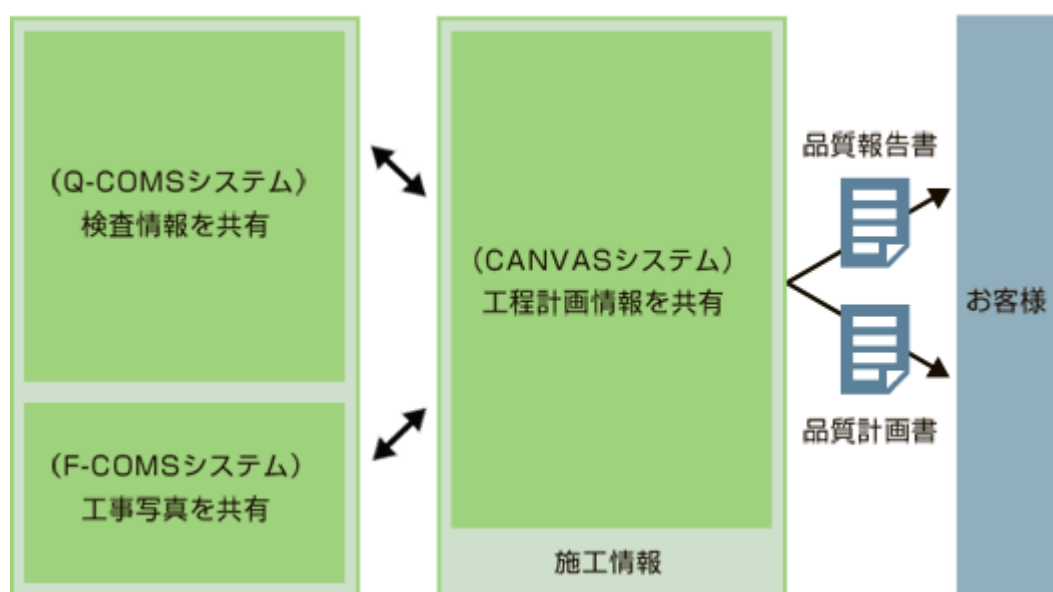 (Q-COMSシステム)
検査情報を共有
(F-COMSシステム)
工事写真を共有
(CANVASシステム)
工程計画情報を共有
施工情報
品質報告書
品質計画書
お客様